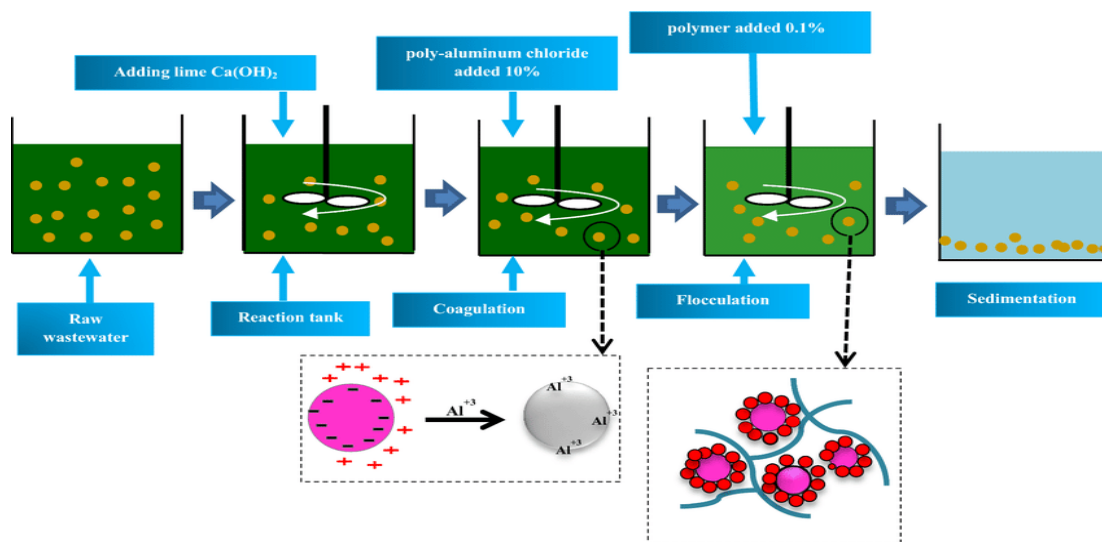 polymer added 0.1%
poly-aluminum chloride
added 10%
Adding lime Ca(OH)₂
Raw
wastewater
Reaction tank
Coagulation
Flocculation
Sedimentation
+ + + +
+ +
+ +
+
+
+
+
+ + +
- - - - - - - - - -
Al⁺³
Al⁺³
Al⁺³
Al⁺³